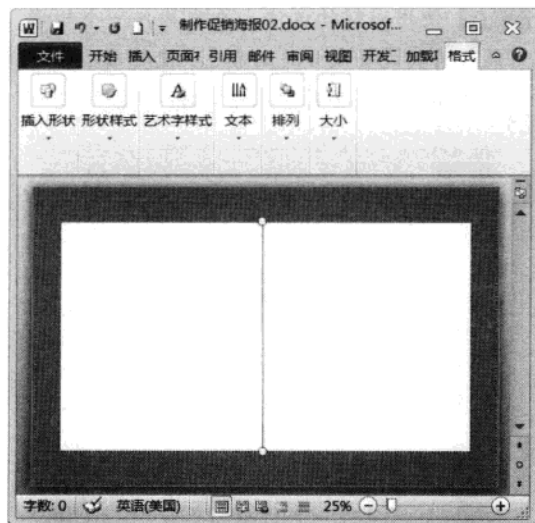 制作促销海报02.docx - Microsof...
文件 开始 插入 页面 引用 邮件 审阅 视图 开发 加载 格式
插入形状 形状样式 艺术字样式 文本 排列 大小
字数: 0 英语(美国) 25%